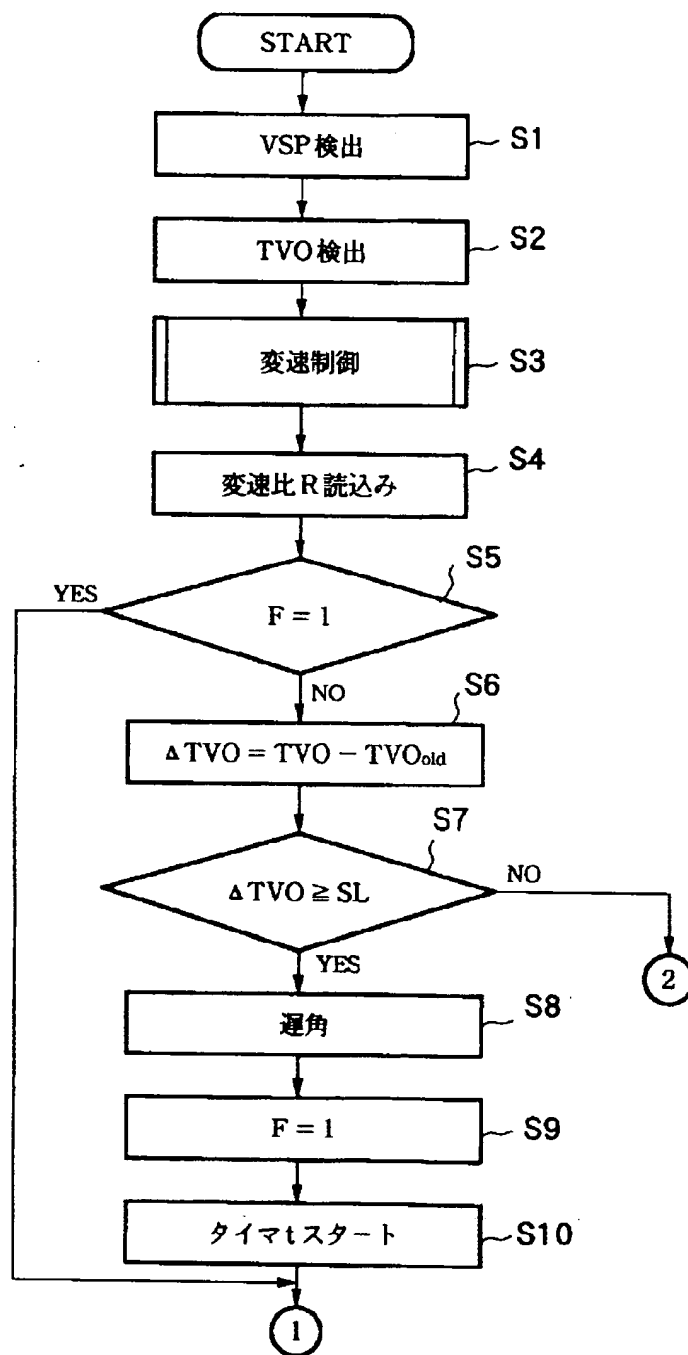 START
VSP検出
S1
TVO検出
S2
変速制御
S3
変速比R読込み
S4
F = 1
S5
YES
NO
ΔTVO = TVO − TVOold
S6
ΔTVO ≧ SL
S7
NO
YES
2
遅角
S8
F = 1
S9
タイマtスタート
S10
1